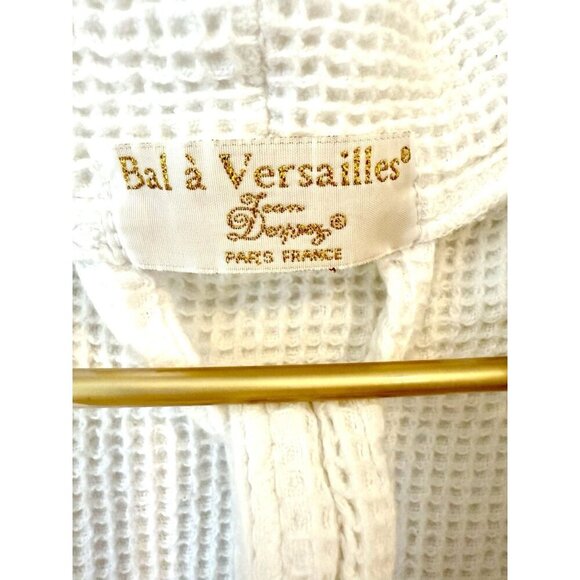 Bal à Versailles®
Jean
Desprez®
PARIS FRANCE